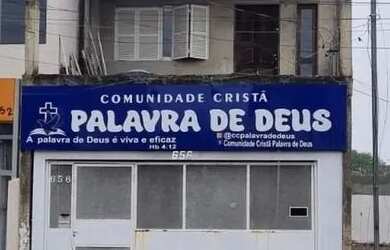 COMUNIDADE CRISTÃ
PALAVRA DE DEUS
A palavra de Deus é viva e eficaz
Hb 4:12
@ccpalavradedeus
Comunidade Cristã Palavra de Deus
656
656